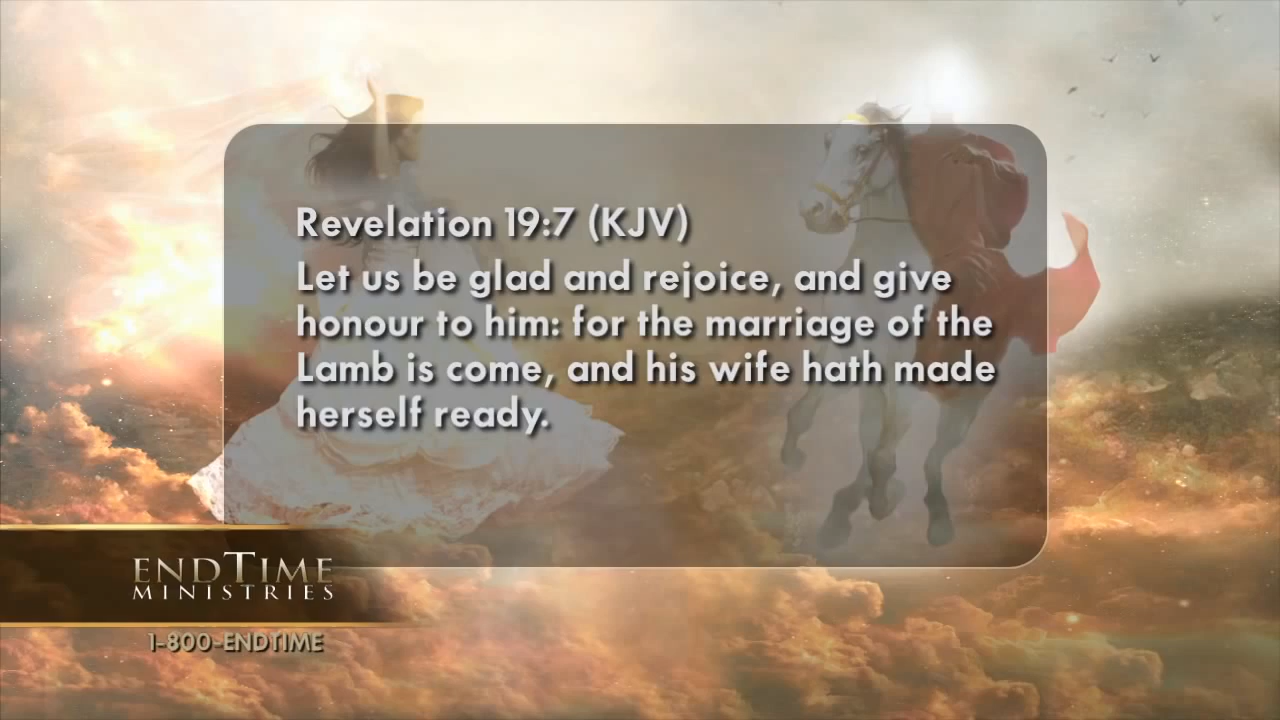 Revelation 19:7 (KJV)
Let us be glad and rejoice, and give
honour to him: for the marriage of the
Lamb is come, and his wife hath made
herself ready.
ENDTIME
MINISTRIES
1-800-ENDTIME